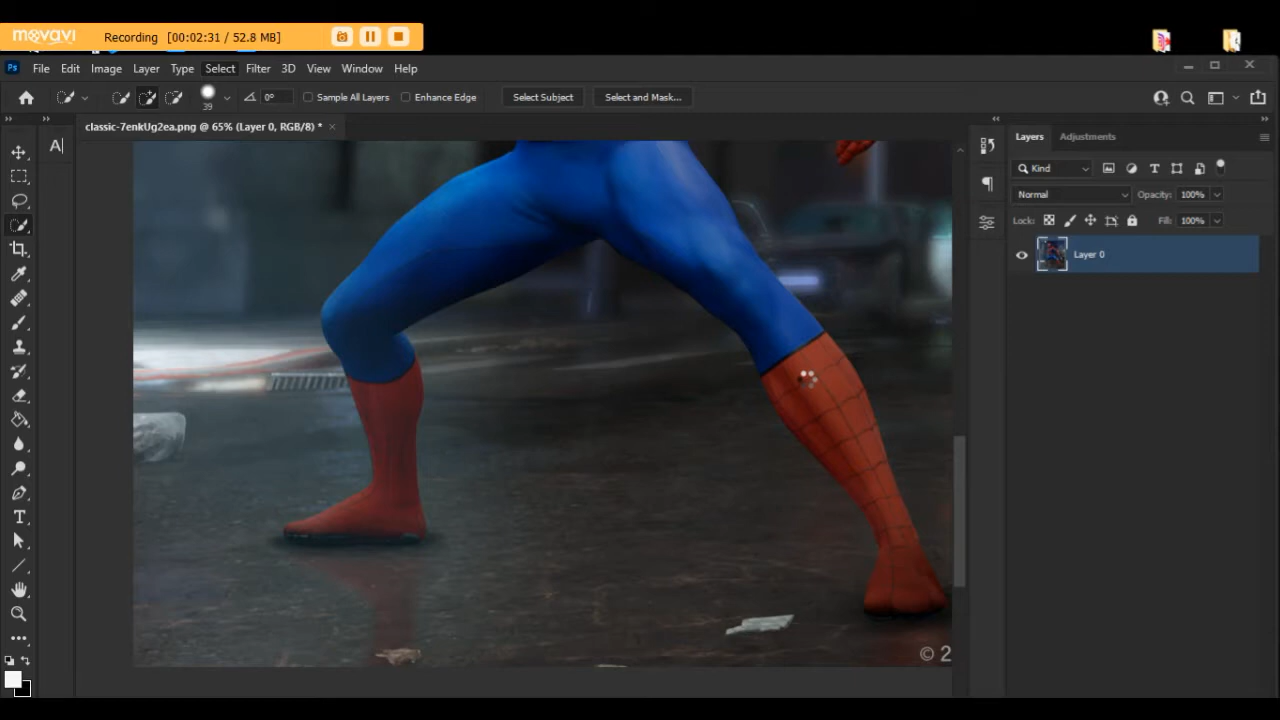 movavi Recording [00:02:31 / 52.8 MB]
Ps File Edit Image Layer Type Select Filter 3D View Window Help
39 0° Sample All Layers Enhance Edge Select Subject Select and Mask...
classic-7enkUg2ea.png @ 65% (Layer 0, RGB/8) * ×
A|
Layers Adjustments
Kind
Normal Opacity: 100%
Lock: Fill: 100%
Layer 0
© 2